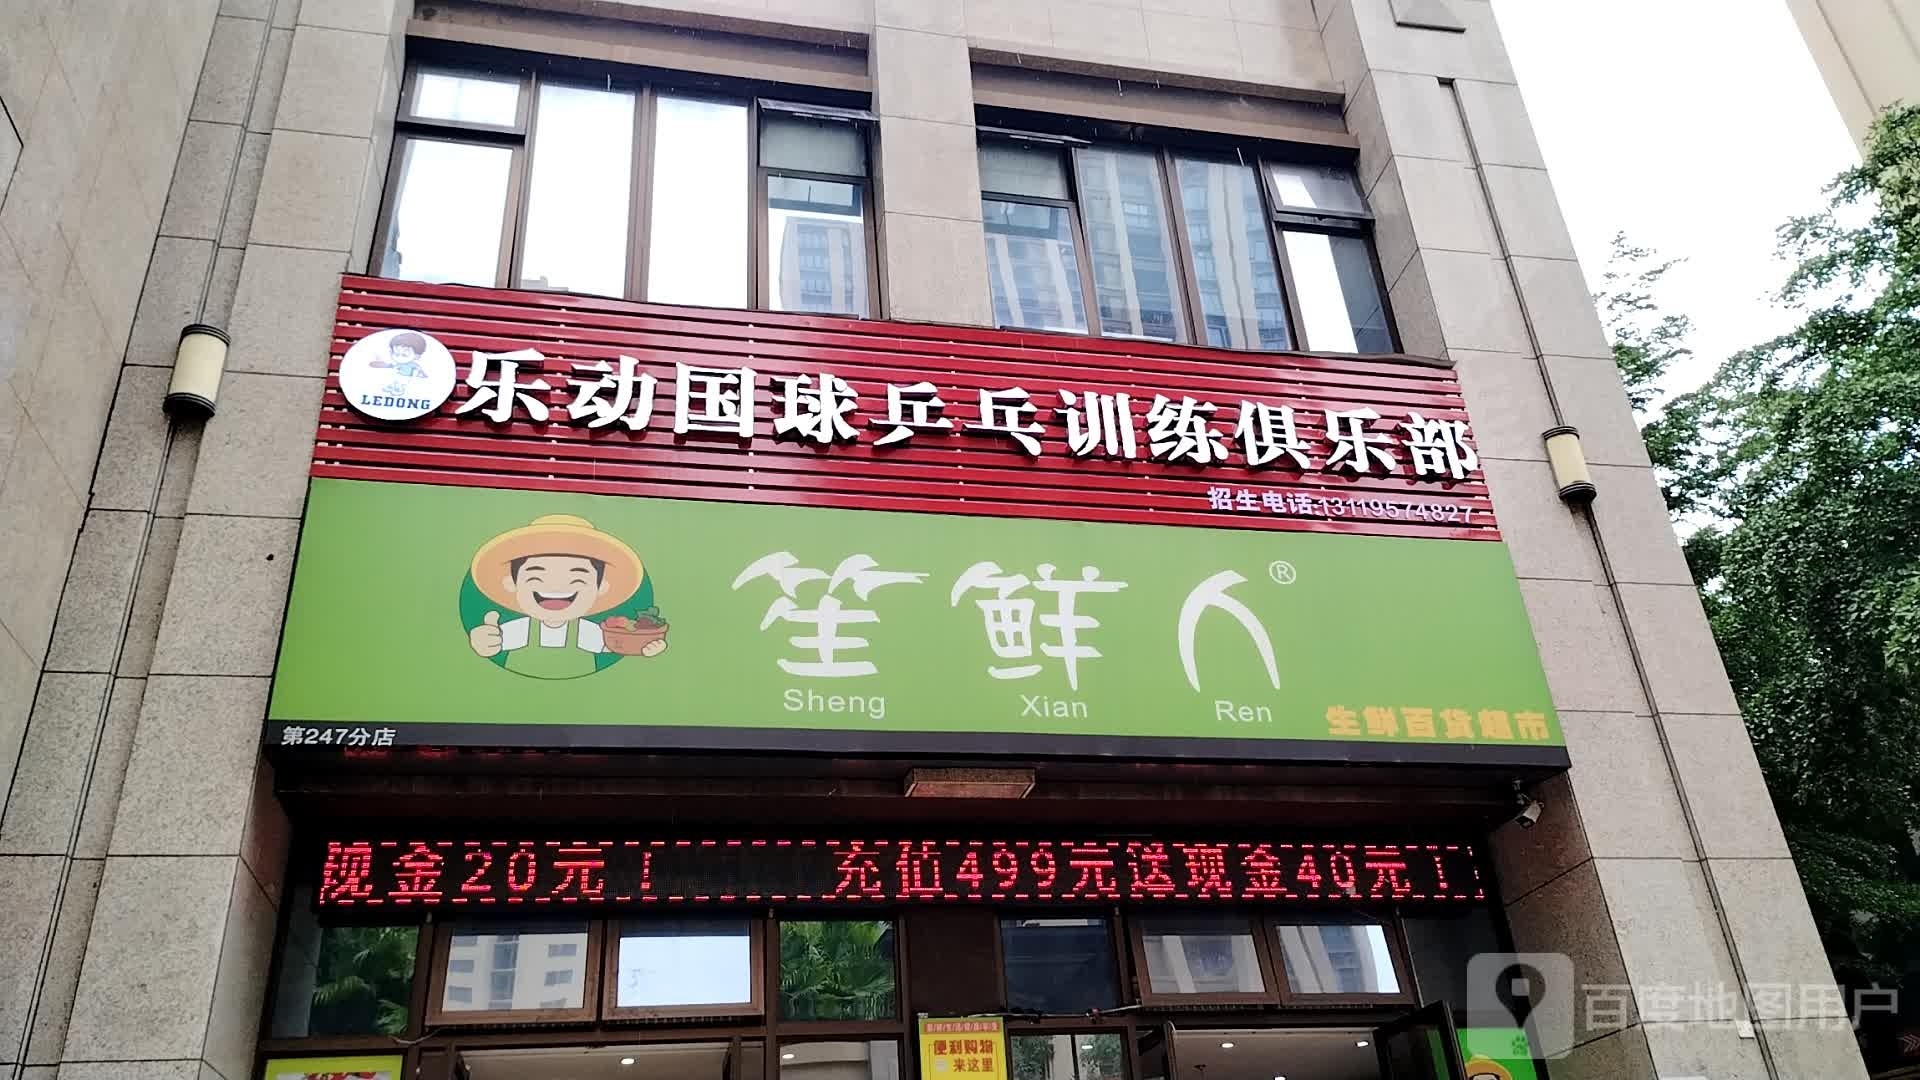 LEDONG
乐动国球乒乓训练俱乐部
招生电话:13119574827
笙鲜人®
Sheng Xian Ren
生鲜百货超市
第247分店
现金20元！ 充值499元送现金40元！
便利购物
来这里
百度地图用户